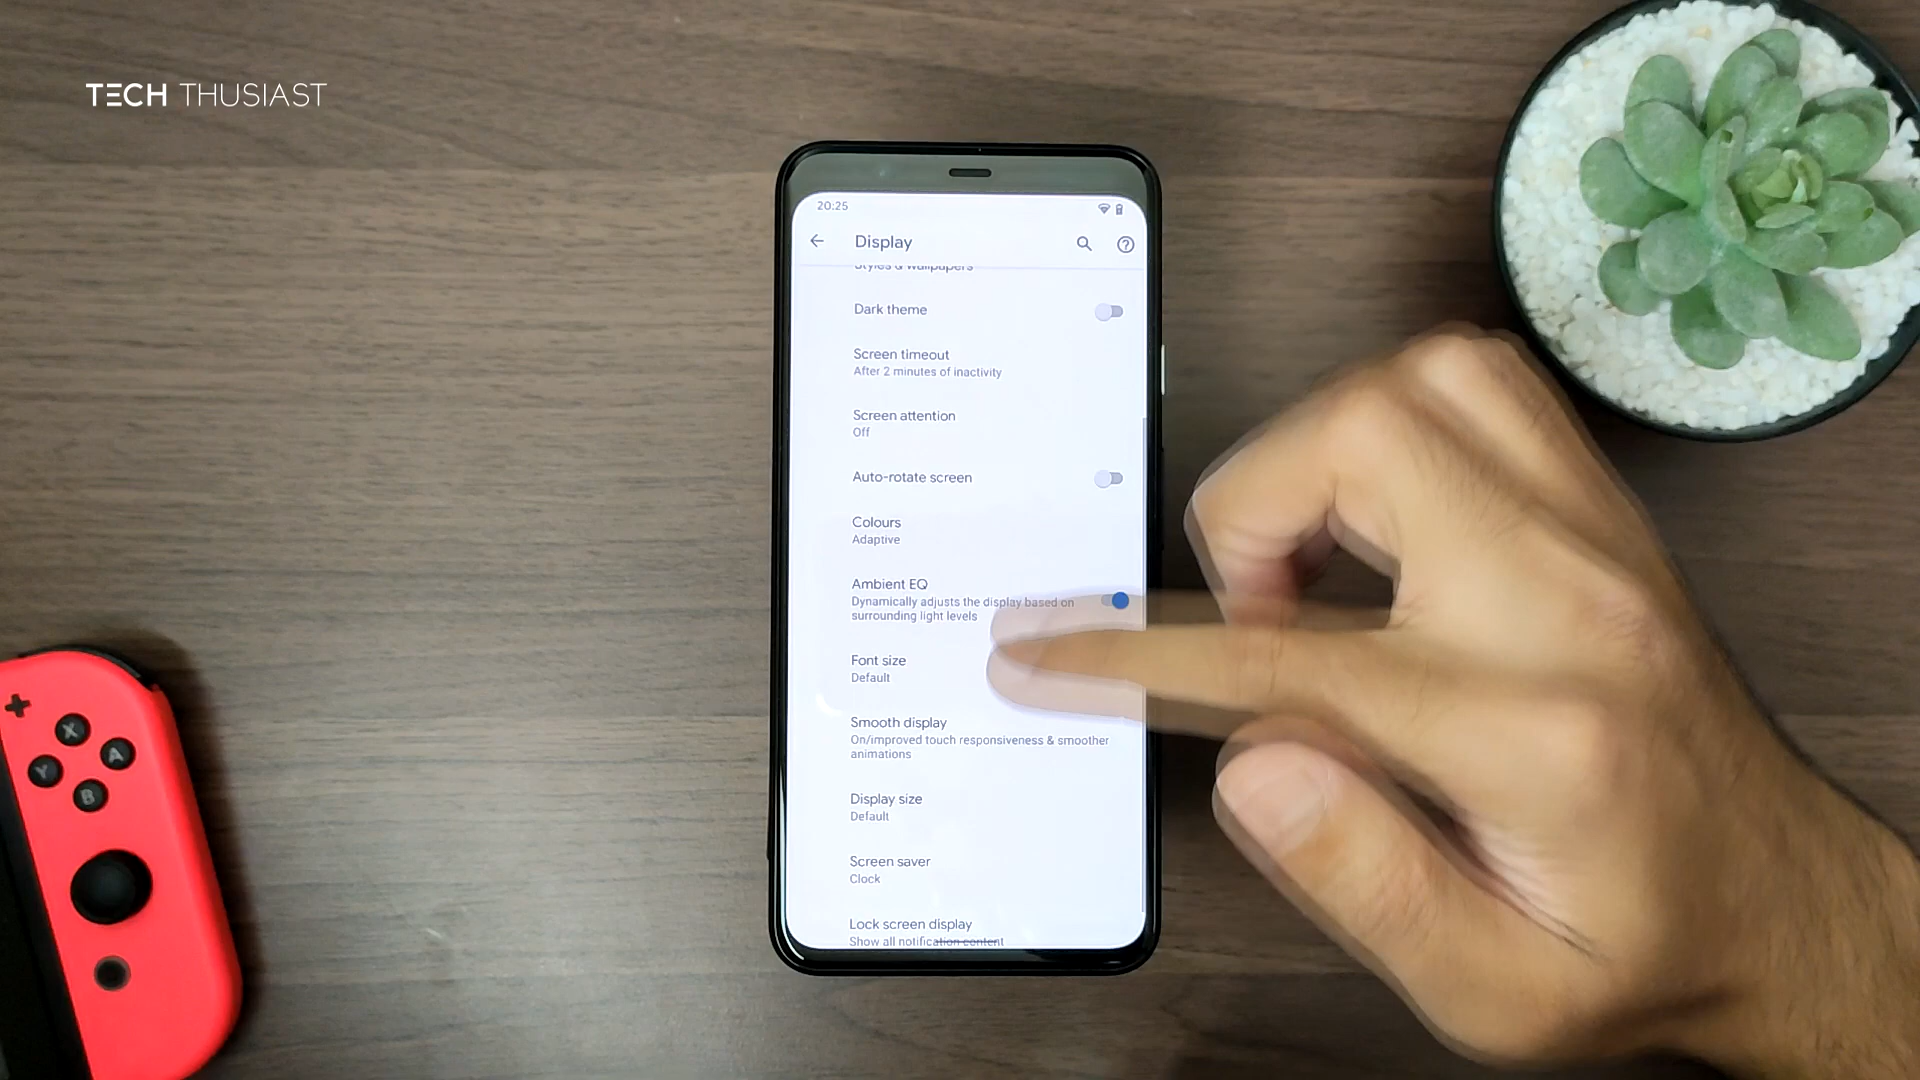 TECH THUSIAST
20:25
Display
Styles & wallpapers
Dark theme
Screen timeout
After 2 minutes of inactivity
Screen attention
Off
Auto-rotate screen
Colours
Adaptive
Ambient EQ
Dynamically adjusts the display based on
surrounding light levels
Font size
Default
Smooth display
On/improved touch responsiveness & smoother
animations
Display size
Default
Screen saver
Clock
Lock screen display
Show all notification content
X
A
Y
B